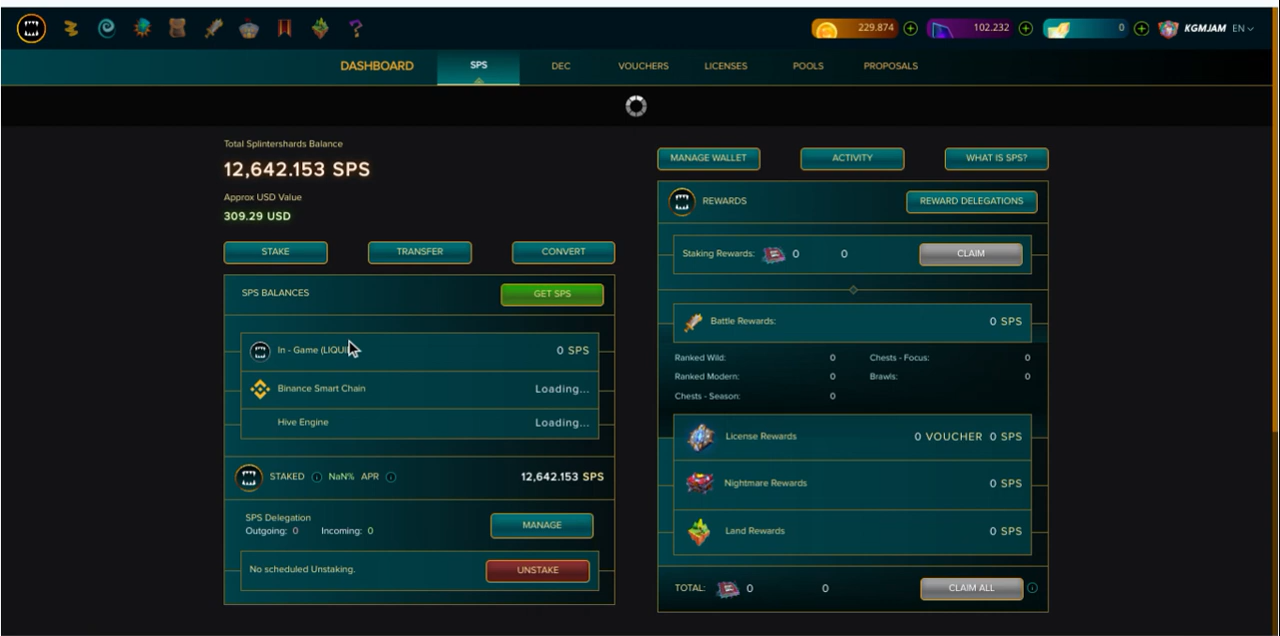 229.874 102.232 0 KGMJAM EN
DASHBOARD SPS DEC VOUCHERS LICENSES POOLS PROPOSALS
Total Splintershards Balance
12,642.153 SPS
Approx USD Value
309.29 USD
STAKE TRANSFER CONVERT
SPS BALANCES GET SPS
In - Game (LIQUI 0 SPS
Binance Smart Chain Loading...
Hive Engine Loading...
STAKED NaN% APR 12,642.153 SPS
SPS Delegation
Outgoing: 0 Incoming: 0 MANAGE
No scheduled Unstaking. UNSTAKE
MANAGE WALLET ACTIVITY WHAT IS SPS?
REWARDS REWARD DELEGATIONS
Staking Rewards: 0 0 CLAIM
Battle Rewards: 0 SPS
Ranked Wild: 0 Chests - Focus: 0
Ranked Modern: 0 Brawls: 0
Chests - Season: 0
License Rewards 0 VOUCHER 0 SPS
Nightmare Rewards 0 SPS
Land Rewards 0 SPS
TOTAL: 0 0 CLAIM ALL